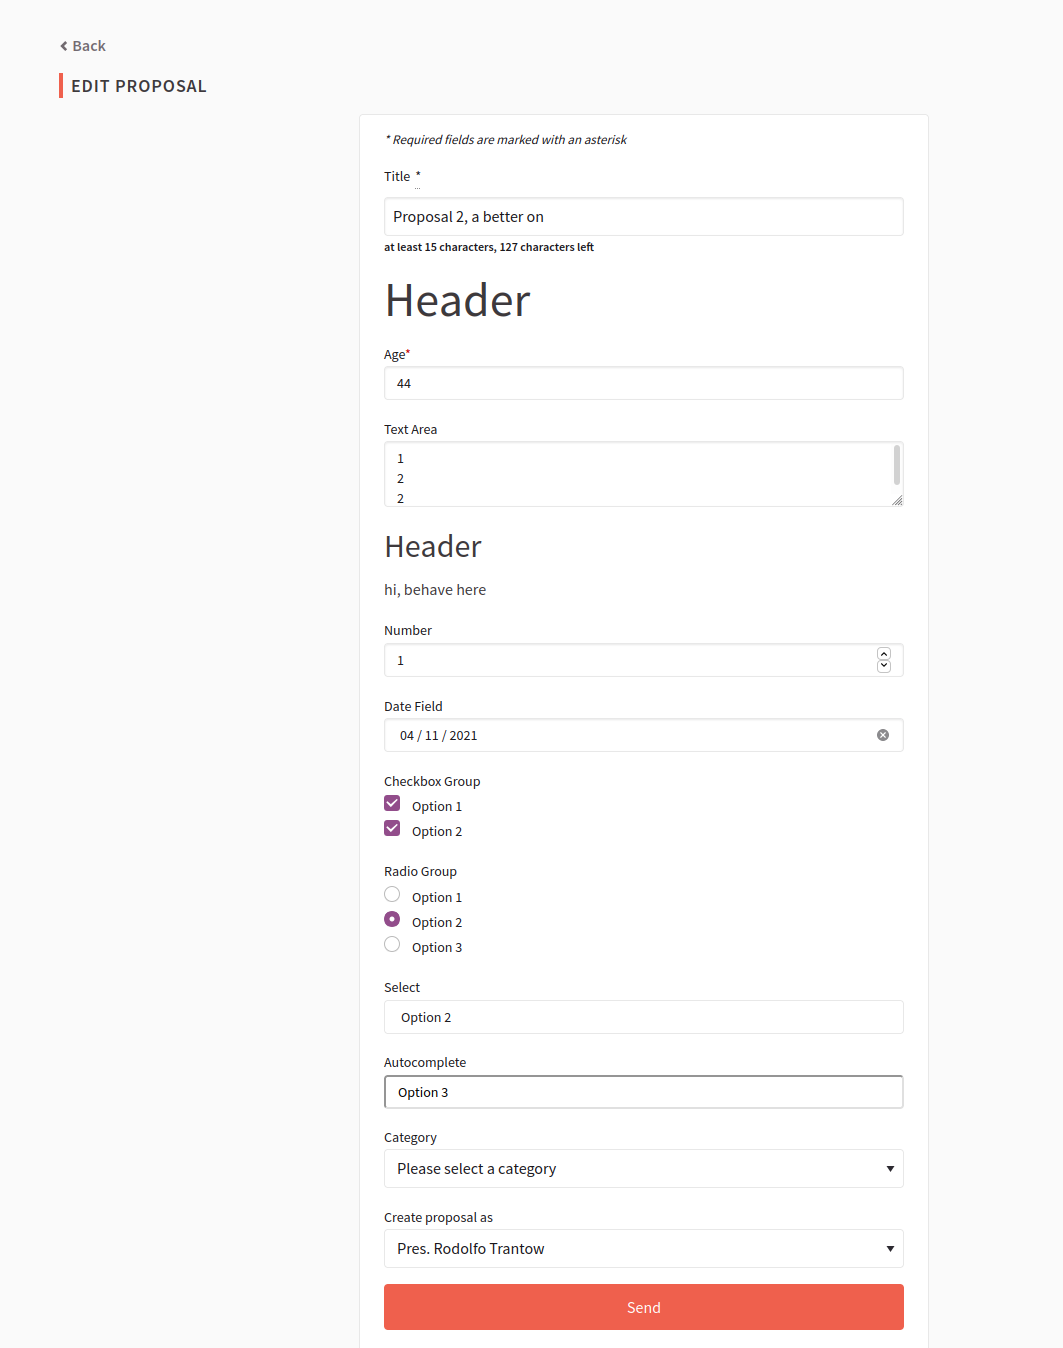 Back
EDIT PROPOSAL
* Required fields are marked with an asterisk
Title *
Proposal 2, a better on
at least 15 characters, 127 characters left
Header
Age*
44
Text Area
1
2
2
Header
hi, behave here
Number
1
Date Field
04 / 11 / 2021
Checkbox Group
Option 1
Option 2
Radio Group
Option 1
Option 2
Option 3
Select
Option 2
Autocomplete
Option 3
Category
Please select a category
Create proposal as
Pres. Rodolfo Trantow
Send